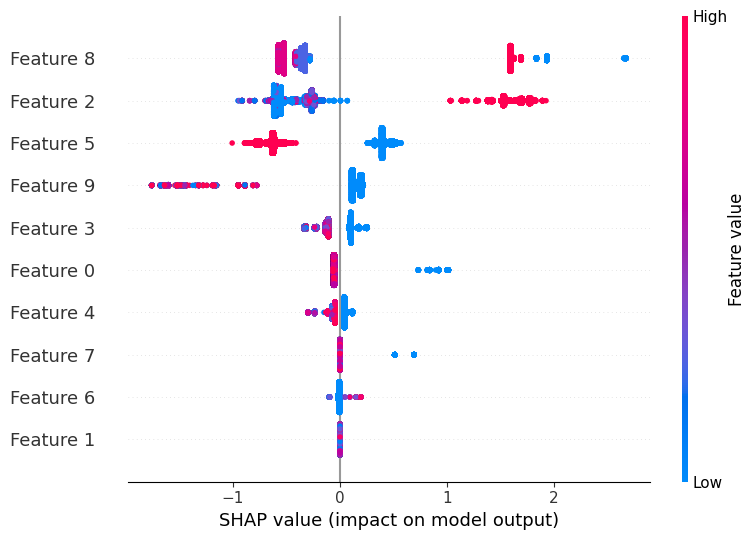 High
Feature 8
Feature 2
Feature 5
Feature 9
Feature 3
Feature 0
Feature 4
Feature 7
Feature 6
Feature 1
Feature value
Low
−1
0
1
2
SHAP value (impact on model output)